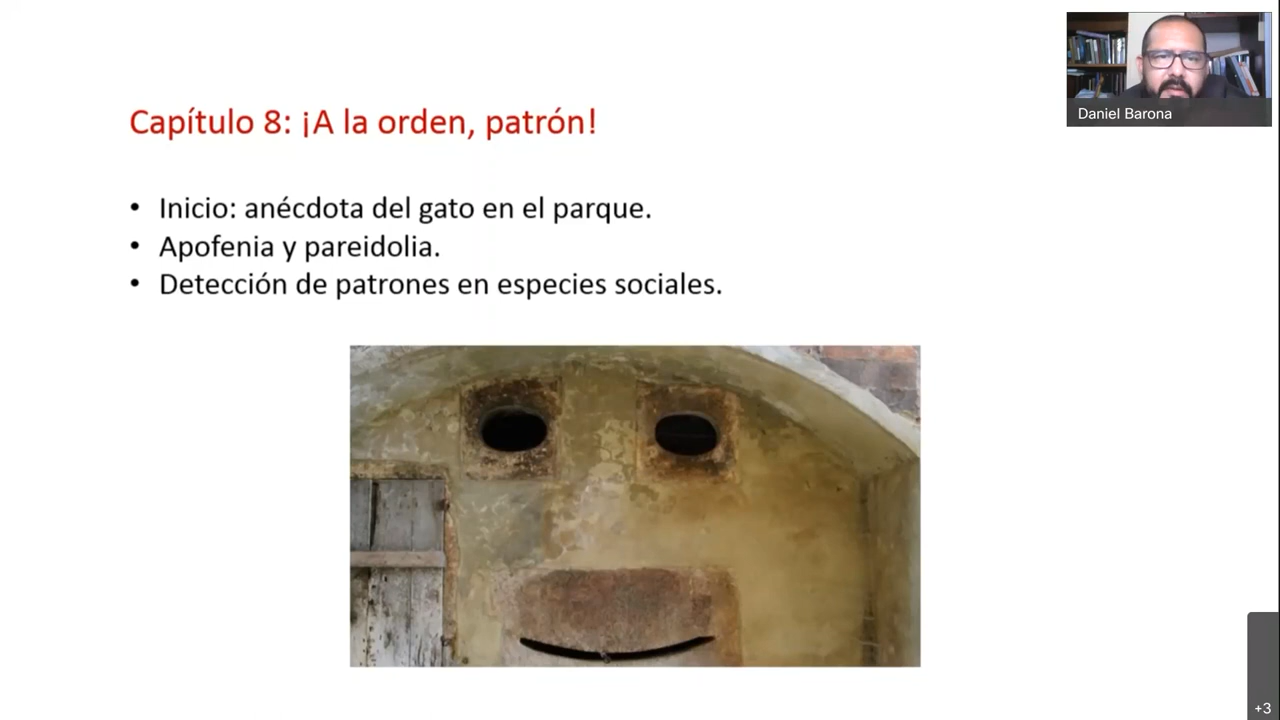 Capítulo 8: ¡A la orden, patrón!
• Inicio: anécdota del gato en el parque.
• Apofenia y pareidolia.
• Detección de patrones en especies sociales.
Daniel Barona
+3